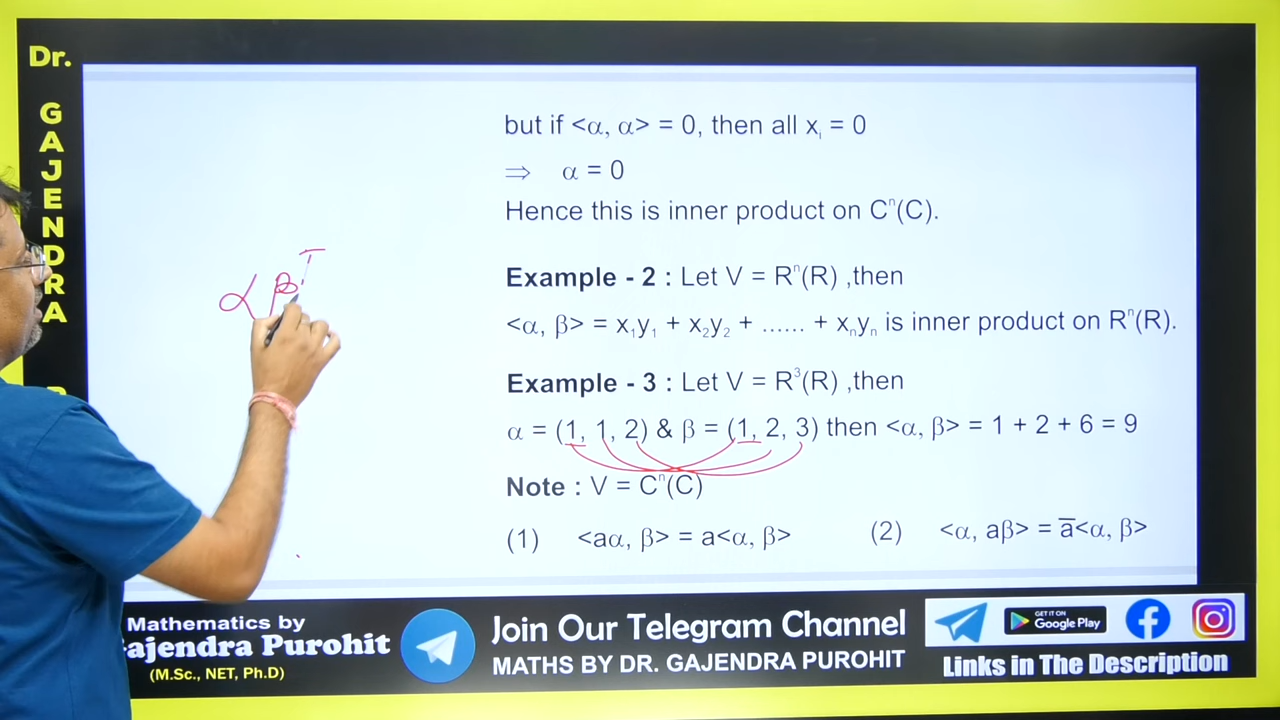 Dr.
GAJENDRA
but if <α, α> = 0, then all xᵢ = 0
⇒ α = 0
Hence this is inner product on Cⁿ(C).
Example - 2 : Let V = Rⁿ(R) ,then
<α, β> = x₁y₁ + x₂y₂ + ...... + xₙyₙ is inner product on Rⁿ(R).
αβᵀ
Example - 3 : Let V = R³(R) ,then
α = (1, 1, 2) & β = (1, 2, 3) then <α, β> = 1 + 2 + 6 = 9
Note : V = Cⁿ(C)
(1) <aα, β> = a<α, β> (2) <α, aβ> = a̅<α, β>
Mathematics by
ajendra Purohit
(M.Sc., NET, Ph.D)
Join Our Telegram Channel
MATHS BY DR. GAJENDRA PUROHIT
GET IT ON
Google Play
Links in The Description